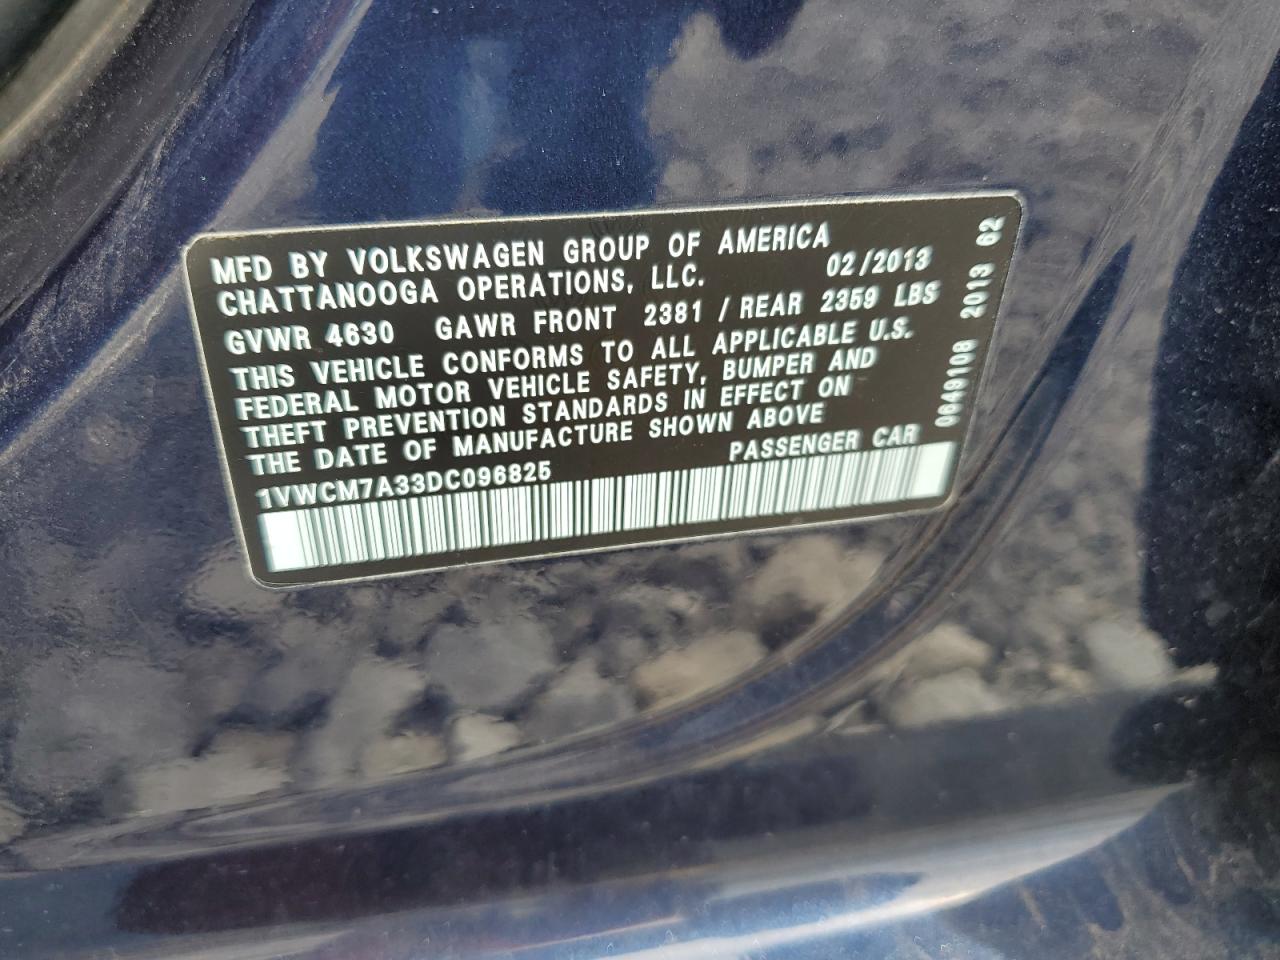 MFD BY VOLKSWAGEN GROUP OF AMERICA
CHATTANOOGA OPERATIONS, LLC. 02/2013
GVWR 4630 GAWR FRONT 2381 / REAR 2359 LBS
THIS VEHICLE CONFORMS TO ALL APPLICABLE U.S.
FEDERAL MOTOR VEHICLE SAFETY, BUMPER AND
THEFT PREVENTION STANDARDS IN EFFECT ON
THE DATE OF MANUFACTURE SHOWN ABOVE
1VWCM7A33DC096825 PASSENGER CAR
0649108 2013 62